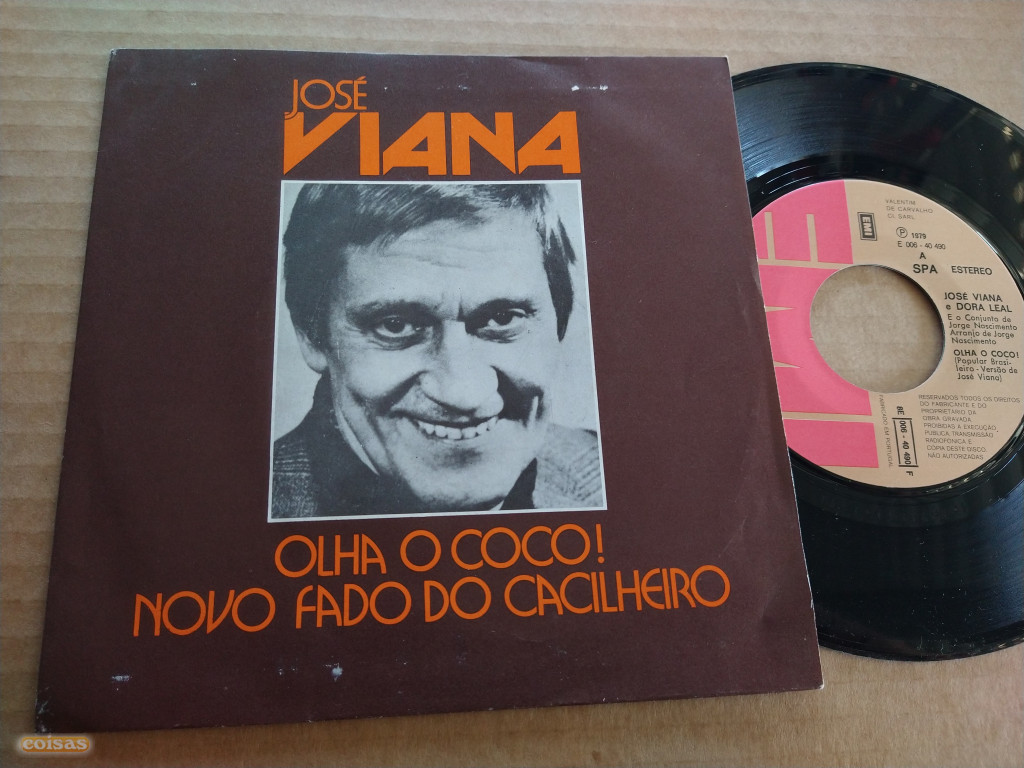 JOSÉ
VIANA
OLHA O COCO!
NOVO FADO DO CACILHEIRO
EMI
VALENTIM
DE CARVALHO
CI. SARL
Ⓟ 1979
E 006 - 40 490
A
SPA ESTEREO
JOSÉ VIANA
e DORA LEAL
E o Conjunto de
Jorge Nascimento
Arranjo de Jorge
Nascimento
OLHA O COCO!
(Popular Brasi-
leiro - Versão de
José Viana)
RESERVADOS TODOS OS DIREITOS
DO FABRICANTE E DO
PROPRIETÁRIO DA
OBRA GRAVADA
PROIBIDAS A EXECUÇÃO,
PUBLICA TRANSMISSÃO
RADIOFÓNICA E
COPIA DESTE DISCO,
NÃO AUTORIZADAS
8E 006 - 40 490 F
FABRICADO EM PORTUGAL
coisas